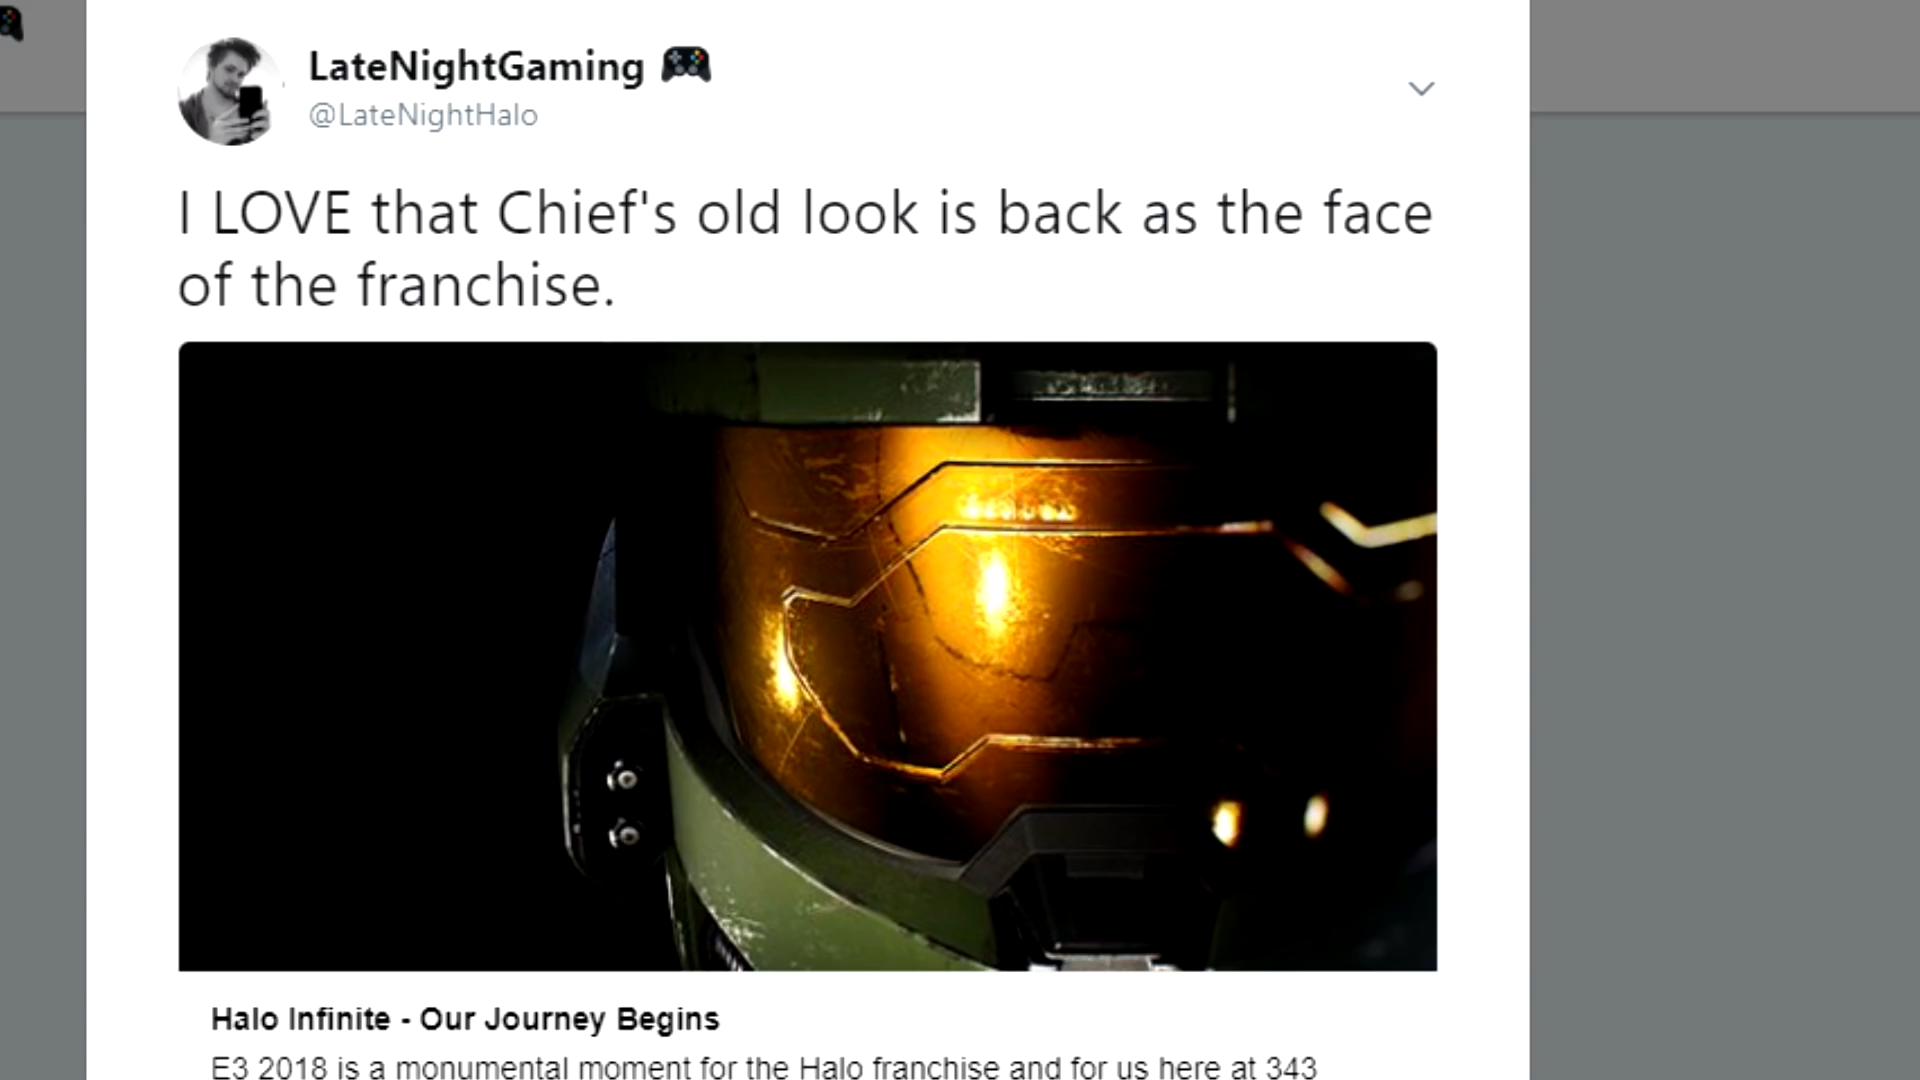 LateNightGaming 🎮
@LateNightHalo
I LOVE that Chief's old look is back as the face
of the franchise.
Halo Infinite - Our Journey Begins
E3 2018 is a monumental moment for the Halo franchise and for us here at 343